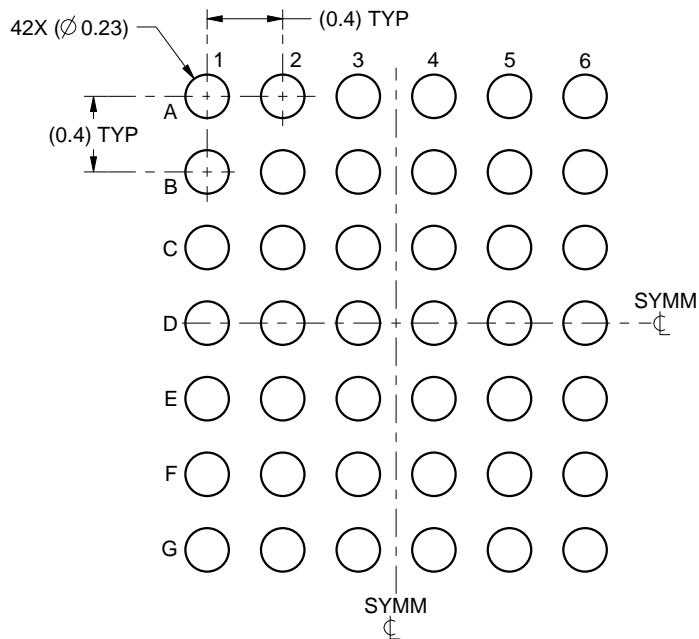 (0.4) TYP
42X (∅ 0.23)
1 2 3 4 5 6
A
(0.4) TYP
B
C
SYMM
D
℄
E
F
G
SYMM
℄